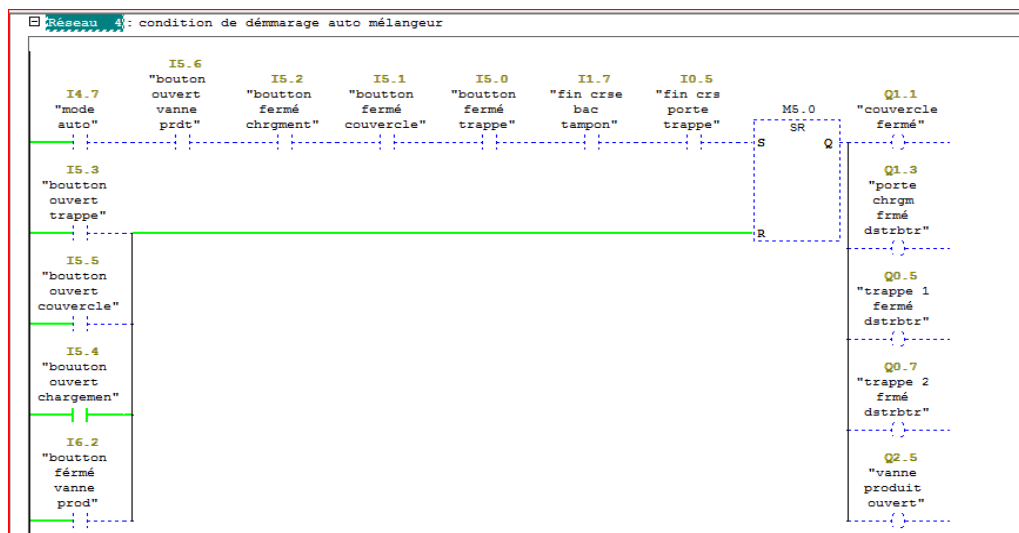 Réseau 4 : condition de démmarage auto mélangeur
I4.7
"mode
auto"
I5.6
"bouton
ouvert
vanne
prdt"
I5.2
"boutton
fermé
chrgment"
I5.1
"boutton
fermé
couvercle"
I5.0
"boutton
fermé
trappe"
I1.7
"fin crse
bac
tampon"
I0.5
"fin crs
porte
trappe"
M5.0
SR
S
Q
R
Q1.1
"couvercle
fermé"
I5.3
"boutton
ouvert
trappe"
Q1.3
"porte
chrgm
frmé
dstrbtr"
I5.5
"boutton
ouvert
couvercle"
Q0.5
"trappe 1
fermé
dstrbtr"
I5.4
"bouuton
ouvert
chargemen"
Q0.7
"trappe 2
frmé
dstrbtr"
I6.2
"boutton
férmé
vanne
prod"
Q2.5
"vanne
produit
ouvert"